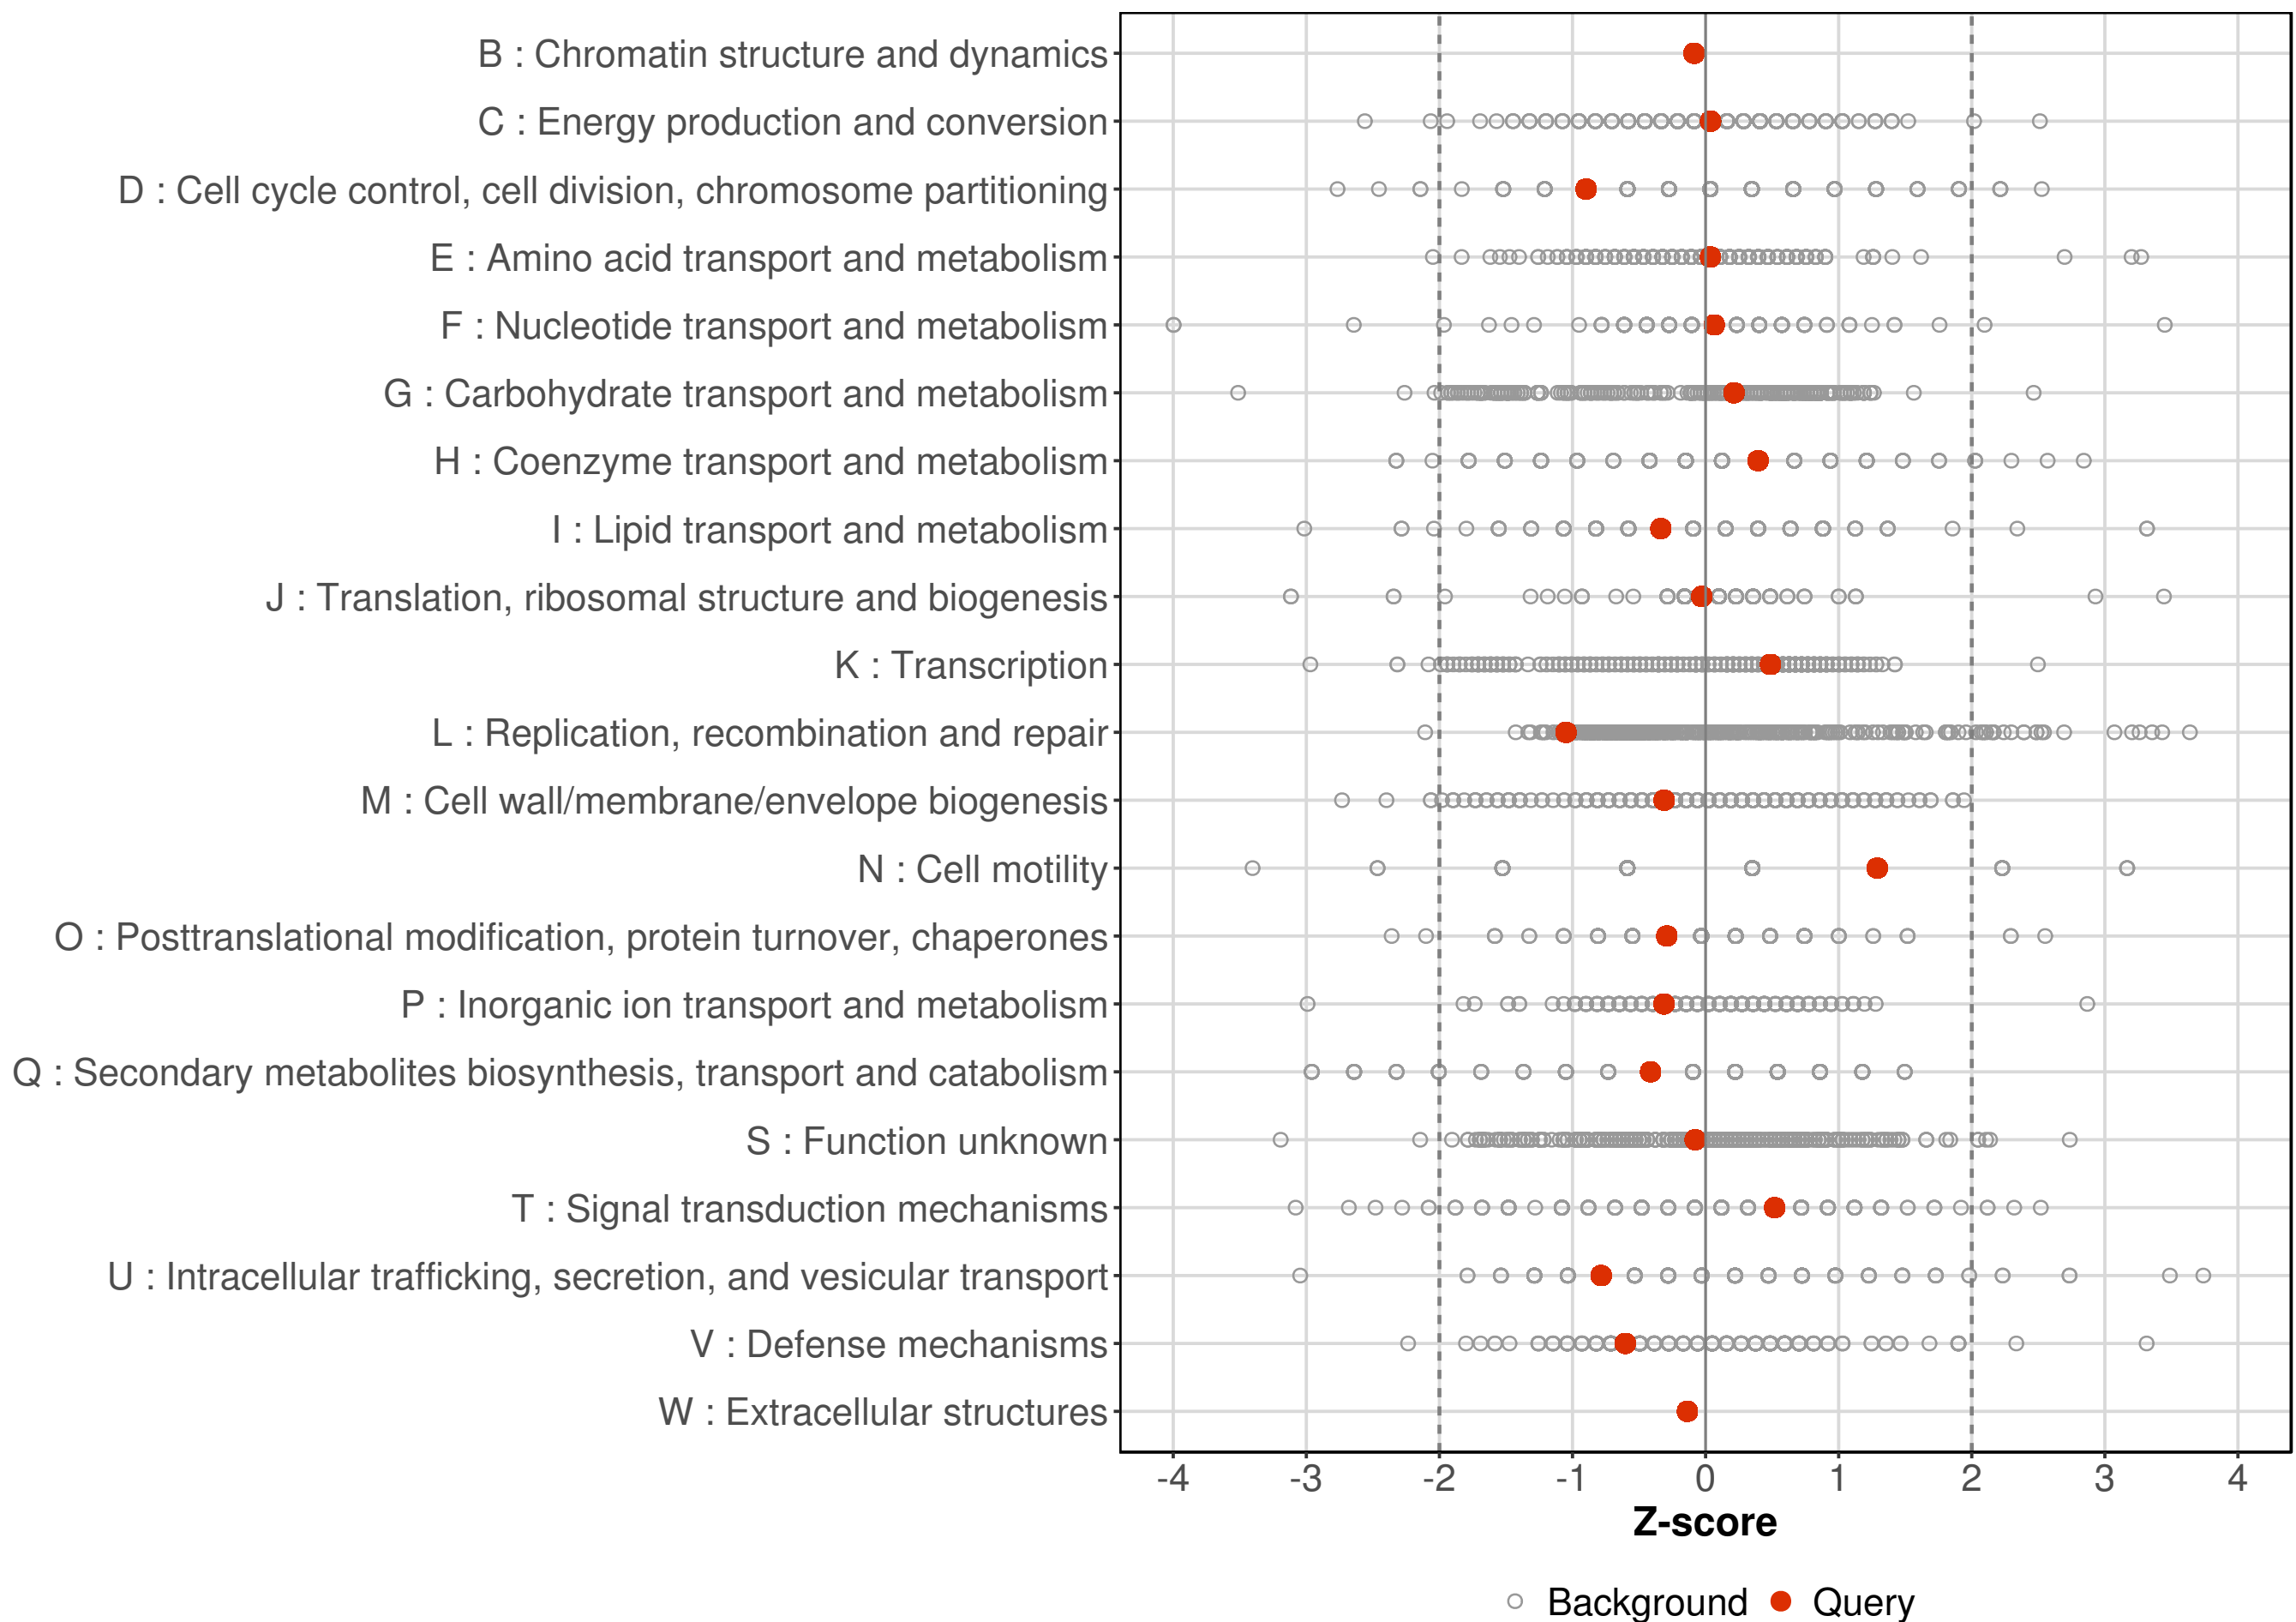 B : Chromatin structure and dynamics
C : Energy production and conversion
D : Cell cycle control, cell division, chromosome partitioning
E : Amino acid transport and metabolism
F : Nucleotide transport and metabolism
G : Carbohydrate transport and metabolism
H : Coenzyme transport and metabolism
I : Lipid transport and metabolism
J : Translation, ribosomal structure and biogenesis
K : Transcription
L : Replication, recombination and repair
M : Cell wall/membrane/envelope biogenesis
N : Cell motility
O : Posttranslational modification, protein turnover, chaperones
P : Inorganic ion transport and metabolism
Q : Secondary metabolites biosynthesis, transport and catabolism
S : Function unknown
T : Signal transduction mechanisms
U : Intracellular trafficking, secretion, and vesicular transport
V : Defense mechanisms
W : Extracellular structures
-4 -3 -2 -1 0 1 2 3 4
Z-score
Background Query